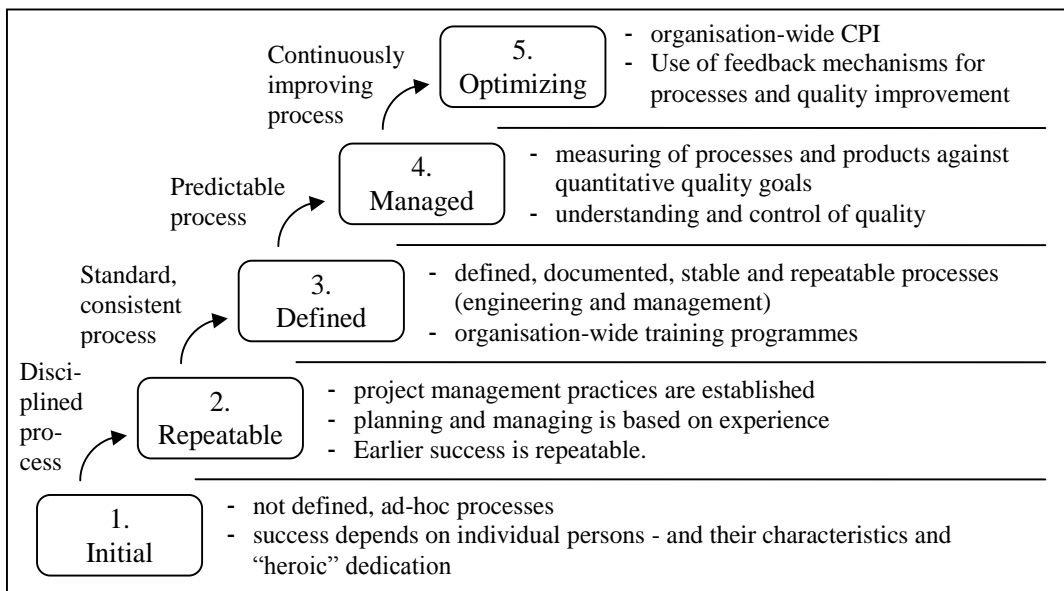 Continuously
improving
process
5.
Optimizing
- organisation-wide CPI
- Use of feedback mechanisms for
processes and quality improvement
Predictable
process
4.
Managed
- measuring of processes and products against
quantitative quality goals
- understanding and control of quality
Standard,
consistent
process
3.
Defined
- defined, documented, stable and repeatable processes
(engineering and management)
- organisation-wide training programmes
Disci-
plined
pro-
cess
2.
Repeatable
- project management practices are established
- planning and managing is based on experience
- Earlier success is repeatable.
1.
Initial
- not defined, ad-hoc processes
- success depends on individual persons - and their characteristics and
“heroic” dedication